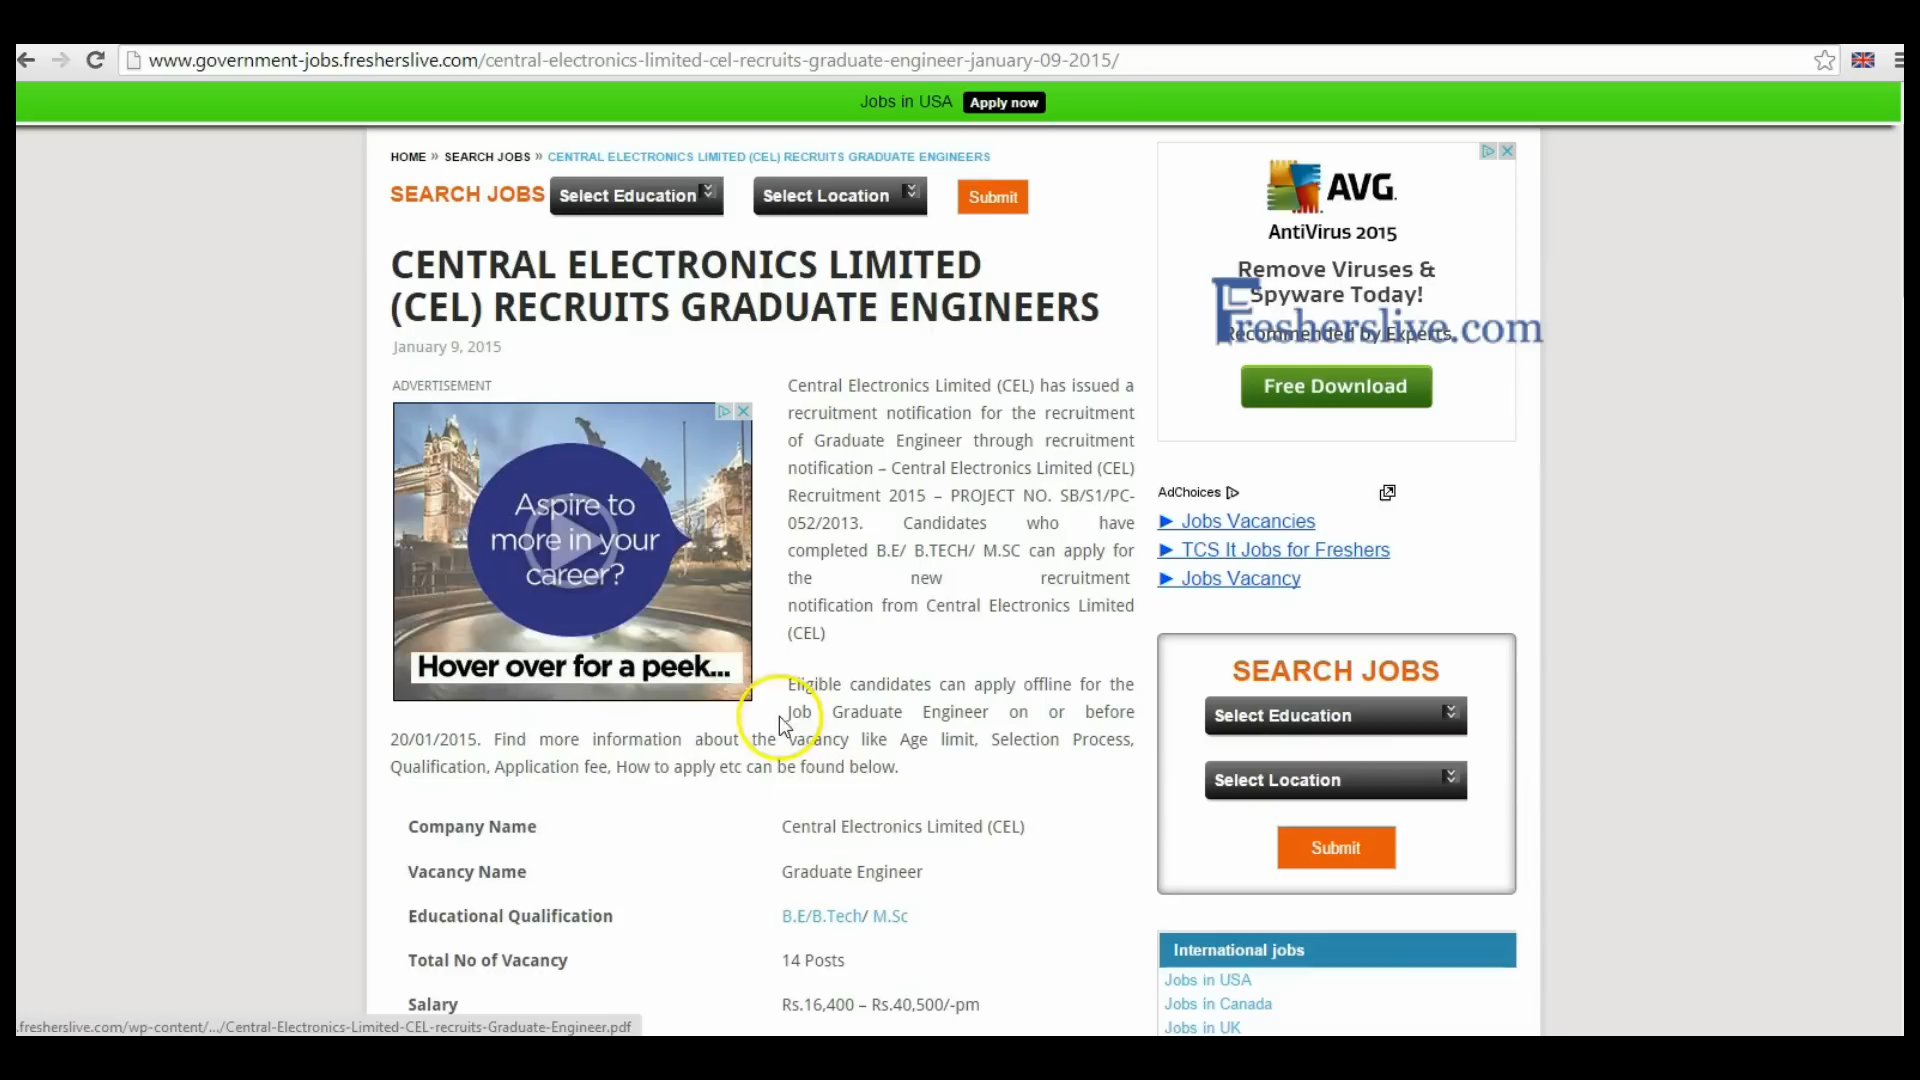 www.government-jobs.fresherslive.com/central-electronics-limited-cel-recruits-graduate-engineer-january-09-2015/
Jobs in USA Apply now
HOME » SEARCH JOBS » CENTRAL ELECTRONICS LIMITED (CEL) RECRUITS GRADUATE ENGINEERS
SEARCH JOBS Select Education Select Location Submit
CENTRAL ELECTRONICS LIMITED
(CEL) RECRUITS GRADUATE ENGINEERS
January 9, 2015
ADVERTISEMENT
Aspire to
more in your
career?
Hover over for a peek...
Central Electronics Limited (CEL) has issued a
recruitment notification for the recruitment
of Graduate Engineer through recruitment
notification – Central Electronics Limited (CEL)
Recruitment 2015 – PROJECT NO. SB/S1/PC-
052/2013. Candidates who have
completed B.E/ B.TECH/ M.SC can apply for
the new recruitment
notification from Central Electronics Limited
(CEL)
Eligible candidates can apply offline for the
Job Graduate Engineer on or before
20/01/2015. Find more information about the vacancy like Age limit, Selection Process,
Qualification, Application fee, How to apply etc can be found below.
Company Name Central Electronics Limited (CEL)
Vacancy Name Graduate Engineer
Educational Qualification B.E/B.Tech/ M.Sc
Total No of Vacancy 14 Posts
Salary Rs.16,400 – Rs.40,500/-pm
.fresherslive.com/wp-content/.../Central-Electronics-Limited-CEL-recruits-Graduate-Engineer.pdf
AVG.
AntiVirus 2015
Remove Viruses &
Spyware Today!
Recommended by Experts.
Fresherslive.com
Free Download
AdChoices
► Jobs Vacancies
► TCS It Jobs for Freshers
► Jobs Vacancy
SEARCH JOBS
Select Education
Select Location
Submit
International jobs
Jobs in USA
Jobs in Canada
Jobs in UK